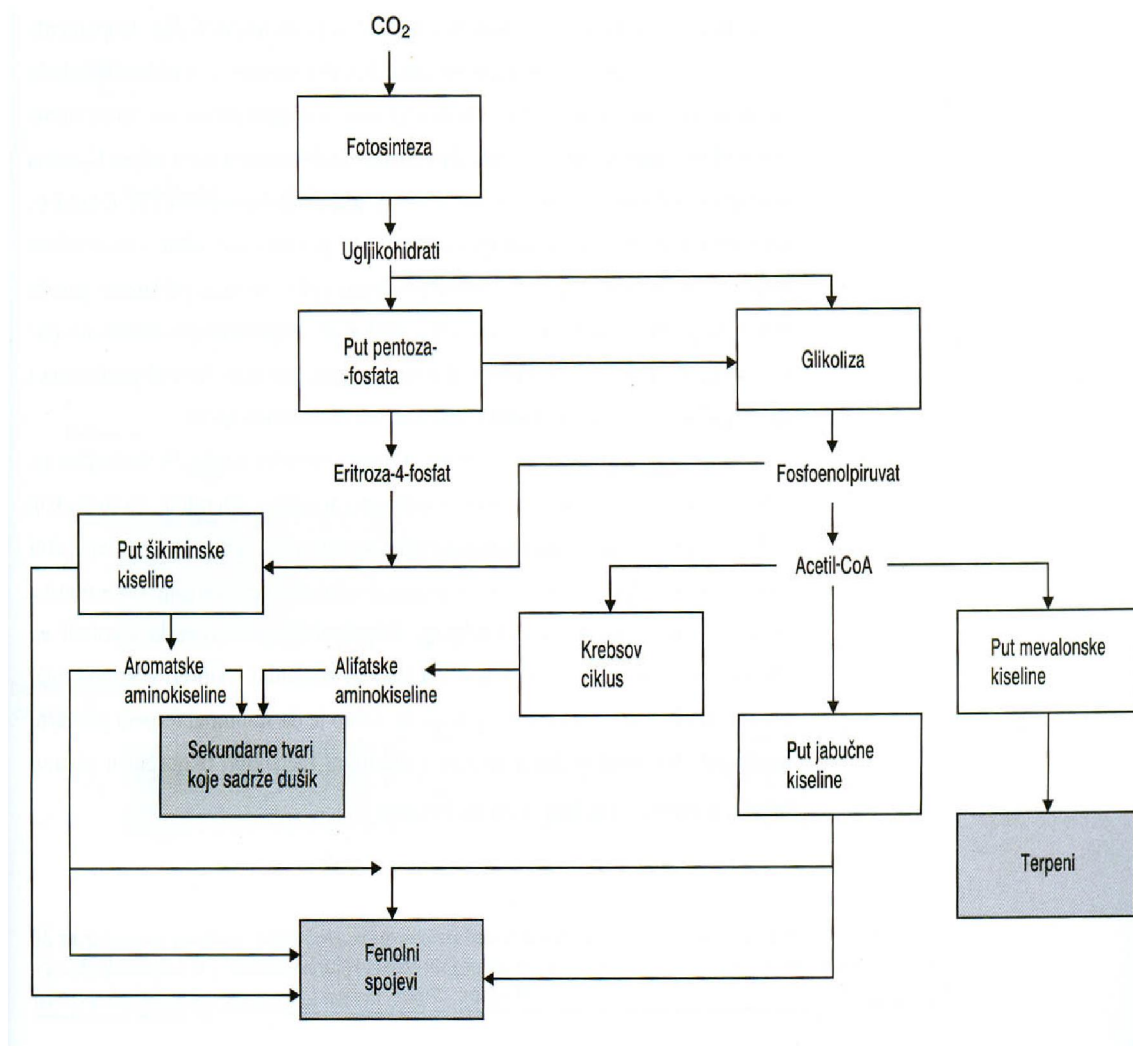 CO₂
Fotosinteza
Ugljikohidrati
Put pentoza-
-fosfata
Glikoliza
Eritroza-4-fosfat
Fosfoenolpiruvat
Put šikiminske
kiseline
Acetil-CoA
Krebsov
ciklus
Put mevalonske
kiseline
Aromatske
aminokiseline
Alifatske
aminokiseline
Sekundarne tvari
koje sadrže dušik
Put jabučne
kiseline
Terpeni
Fenolni
spojevi